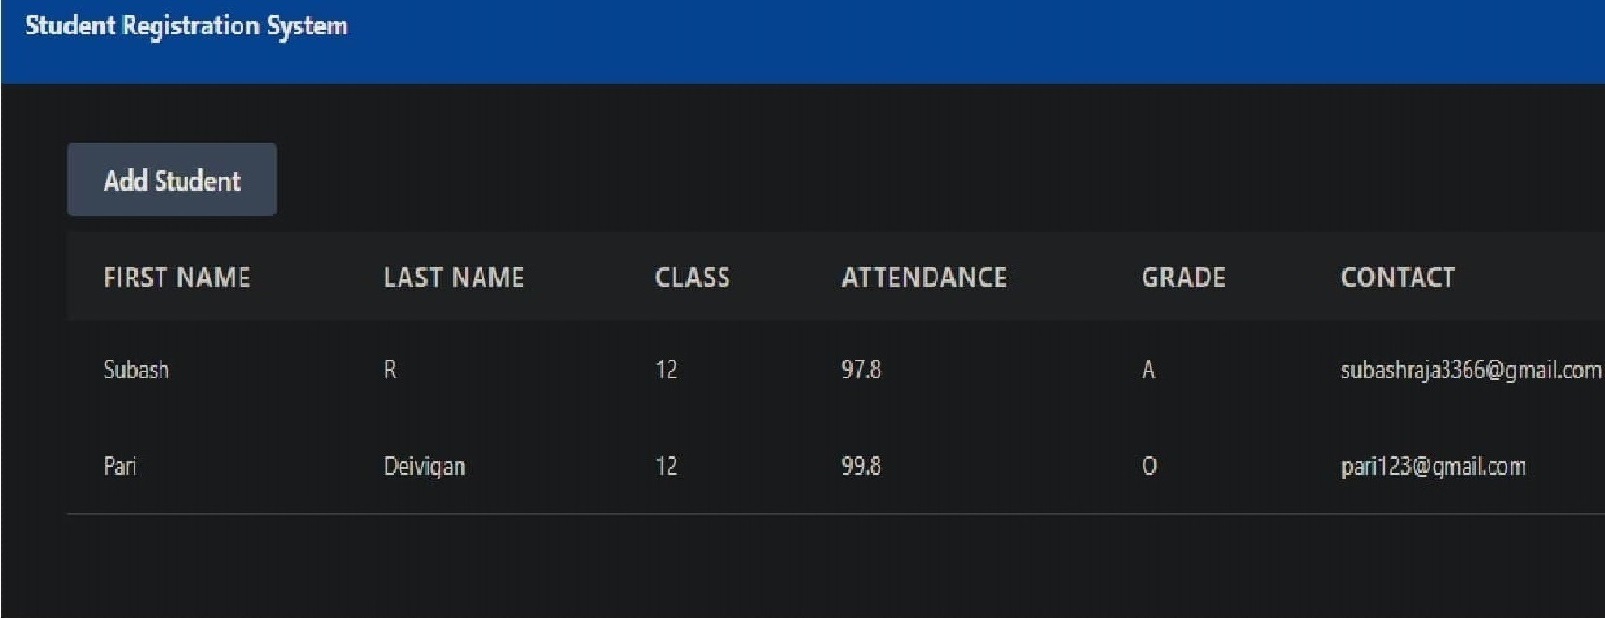 Student Registration System
Add Student
FIRST NAME LAST NAME CLASS ATTENDANCE GRADE CONTACT
Subash R 12 97.8 A subashraja3366@gmail.com
Pari Deivigan 12 99.8 O pari123@gmail.com